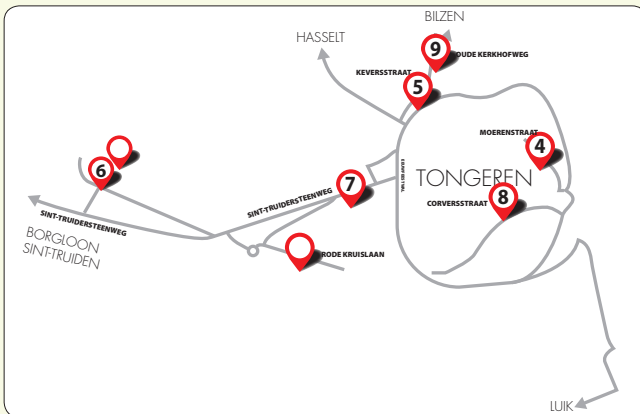 BILZEN
HASSELT
9
OUDE KERKHOFWEG
KEVERSSTRAAT
5
MOERENSTRAAT
4
6
7
TONGEREN
8
CORVERSSTRAAT
SINT-TRUIDERSTEENWEG
SINT-TRUIDERSTEENWEG
BORGLOON
SINT-TRUIDEN
RODE KRUISLAAN
LUIK